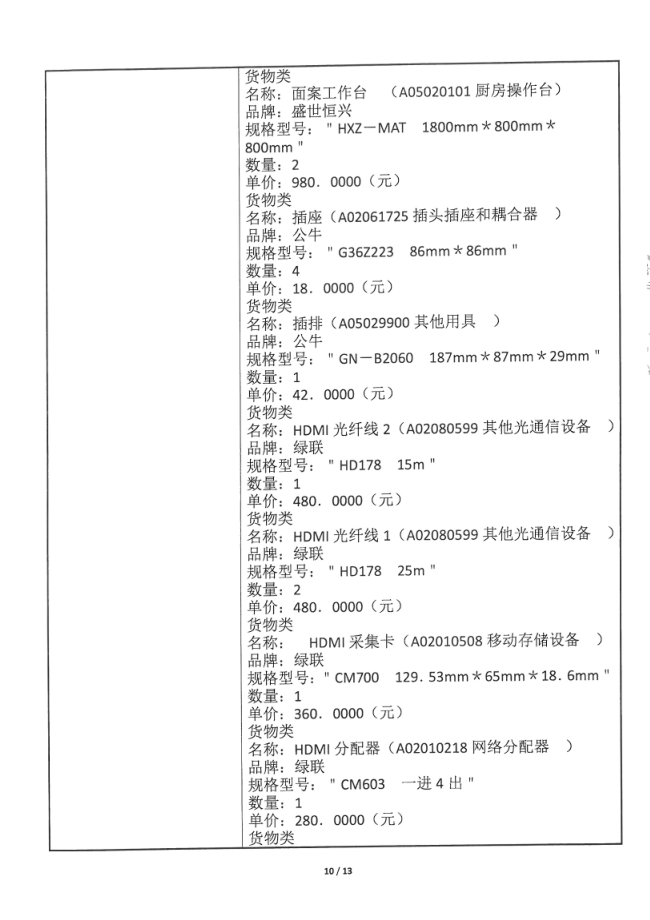 货物类
名称：面案工作台 （A05020101 厨房操作台）
品牌：盛世恒兴
规格型号："HXZ－MAT 1800mm＊800mm＊
800mm"
数量：2
单价：980．0000（元）
货物类
名称：插座（A02061725 插头插座和耦合器 ）
品牌：公牛
规格型号："G36Z223 86mm＊86mm"
数量：4
单价：18．0000（元）
货物类
名称：插排（A05029900 其他用具 ）
品牌：公牛
规格型号："GN－B2060 187mm＊87mm＊29mm"
数量：1
单价：42．0000（元）
货物类
名称：HDMI 光纤线 2（A02080599 其他光通信设备 ）
品牌：绿联
规格型号："HD178 15m"
数量：1
单价：480．0000（元）
货物类
名称：HDMI 光纤线 1（A02080599 其他光通信设备 ）
品牌：绿联
规格型号："HD178 25m"
数量：2
单价：480．0000（元）
货物类
名称： HDMI 采集卡（A02010508 移动存储设备 ）
品牌：绿联
规格型号："CM700 129．53mm＊65mm＊18．6mm"
数量：1
单价：360．0000（元）
货物类
名称：HDMI 分配器（A02010218 网络分配器 ）
品牌：绿联
规格型号："CM603 一进 4 出"
数量：1
单价：280．0000（元）
货物类
10 / 13